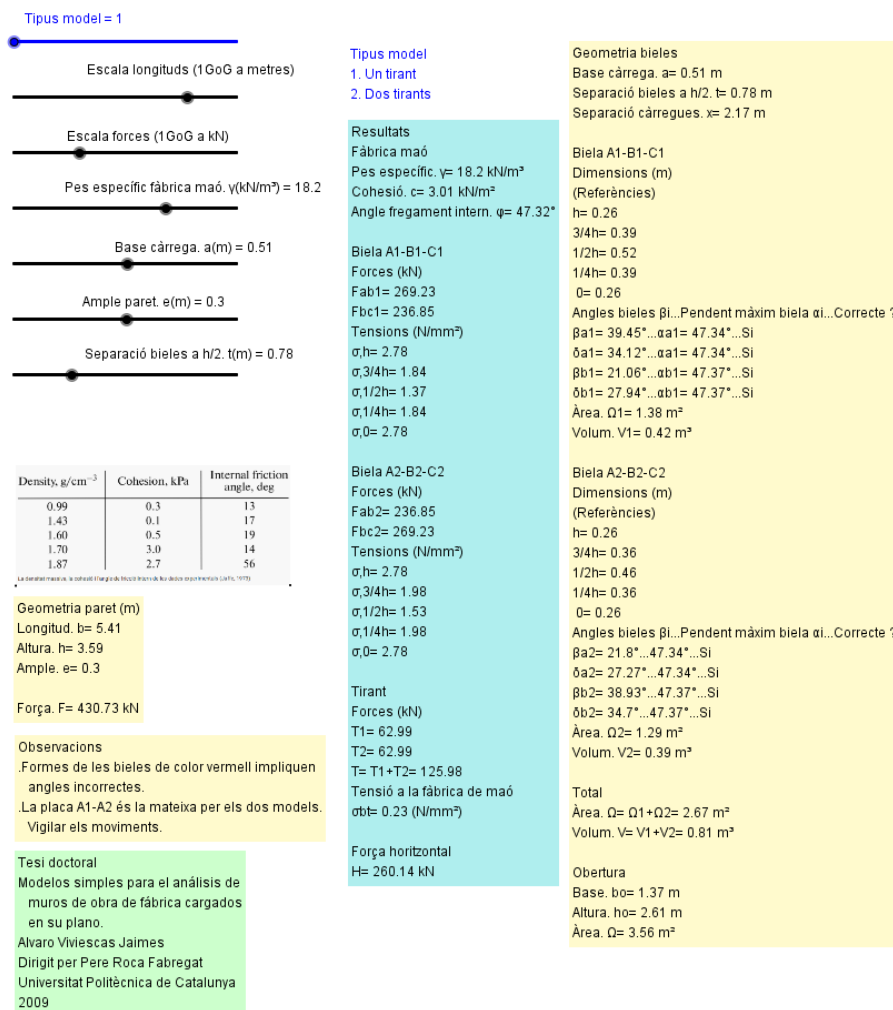 Tipus model = 1
Escala longituds (1GoG a metres)
Escala forces (1GoG a kN)
Pes específic fàbrica maó. γ(kN/m³) = 18.2
Base càrrega. a(m) = 0.51
Ample paret. e(m) = 0.3
Separació bieles a h/2. t(m) = 0.78
Density, g/cm⁻³ Cohesion, kPa Internal friction angle, deg
0.99 0.3 13
1.43 0.1 17
1.60 0.5 19
1.70 3.0 14
1.87 2.7 56
La densitat massiva, la cohesió i l'angle de fricció intern de les dades experimentals (Jaffe, 1973)
Geometria paret (m)
Longitud. b= 5.41
Altura. h= 3.59
Ample. e= 0.3
Força. F= 430.73 kN
Observacions
.Formes de les bieles de color vermell impliquen
angles incorrectes.
.La placa A1-A2 és la mateixa per els dos models.
Vigilar els moviments.
Tesi doctoral
Modelos simples para el análisis de
muros de obra de fábrica cargados
en su plano.
Alvaro Viviescas Jaimes
Dirigit per Pere Roca Fabregat
Universitat Politècnica de Catalunya
2009
Tipus model
1. Un tirant
2. Dos tirants
Resultats
Fàbrica maó
Pes específic. γ= 18.2 kN/m³
Cohesió. c= 3.01 kN/m²
Angle fregament intern. φ= 47.32°
Biela A1-B1-C1
Forces (kN)
Fab1= 269.23
Fbc1= 236.85
Tensions (N/mm²)
σ,h= 2.78
σ,3/4h= 1.84
σ,1/2h= 1.37
σ,1/4h= 1.84
σ,0= 2.78
Biela A2-B2-C2
Forces (kN)
Fab2= 236.85
Fbc2= 269.23
Tensions (N/mm²)
σ,h= 2.78
σ,3/4h= 1.98
σ,1/2h= 1.53
σ,1/4h= 1.98
σ,0= 2.78
Tirant
Forces (kN)
T1= 62.99
T2= 62.99
T= T1+T2= 125.98
Tensió a la fàbrica de maó
σbt= 0.23 (N/mm²)
Força horitzontal
H= 260.14 kN
Geometria bieles
Base càrrega. a= 0.51 m
Separació bieles a h/2. t= 0.78 m
Separació càrregues. x= 2.17 m
Biela A1-B1-C1
Dimensions (m)
(Referències)
h= 0.26
3/4h= 0.39
1/2h= 0.52
1/4h= 0.39
0= 0.26
Angles bieles βi...Pendent màxim biela αi...Correcte ?
βa1= 39.45°...αa1= 47.34°...Si
δa1= 34.12°...αa1= 47.34°...Si
βb1= 21.06°...αb1= 47.37°...Si
δb1= 27.94°...αb1= 47.37°...Si
Àrea. Ω1= 1.38 m²
Volum. V1= 0.42 m³
Biela A2-B2-C2
Dimensions (m)
(Referències)
h= 0.26
3/4h= 0.36
1/2h= 0.46
1/4h= 0.36
0= 0.26
Angles bieles βi...Pendent màxim biela αi...Correcte ?
βa2= 21.8°...47.34°...Si
δa2= 27.27°...47.34°...Si
βb2= 38.93°...47.37°...Si
δb2= 34.7°...47.37°...Si
Àrea. Ω2= 1.29 m²
Volum. V2= 0.39 m³
Total
Àrea. Ω= Ω1+Ω2= 2.67 m²
Volum. V= V1+V2= 0.81 m³
Obertura
Base. bo= 1.37 m
Altura. ho= 2.61 m
Àrea. Ω= 3.56 m²